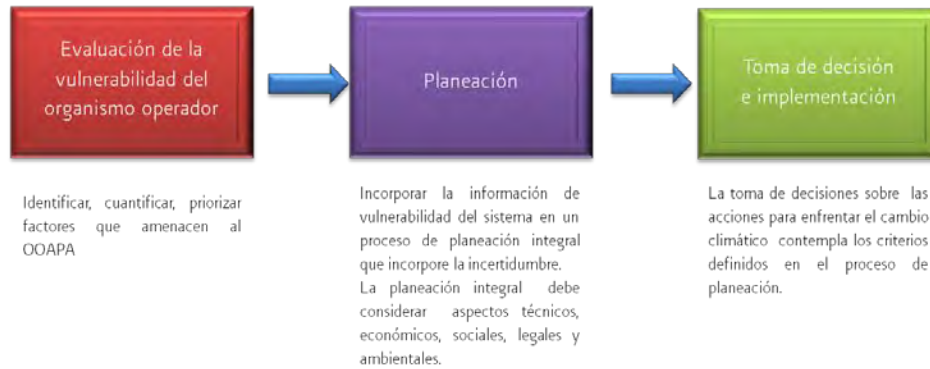 Evaluación de la
vulnerabilidad del
organismo operador
Planeación
Toma de decisión
e implementación
Identificar, cuantificar, priorizar
factores que amenacen al
OOAPA
Incorporar la información de
vulnerabilidad del sistema en un
proceso de planeación integral
que incorpore la incertidumbre.
La planeación integral debe
considerar aspectos técnicos,
económicos, sociales, legales y
ambientales.
La toma de decisiones sobre las
acciones para enfrentar el cambio
climático contempla los criterios
definidos en el proceso de
planeación.